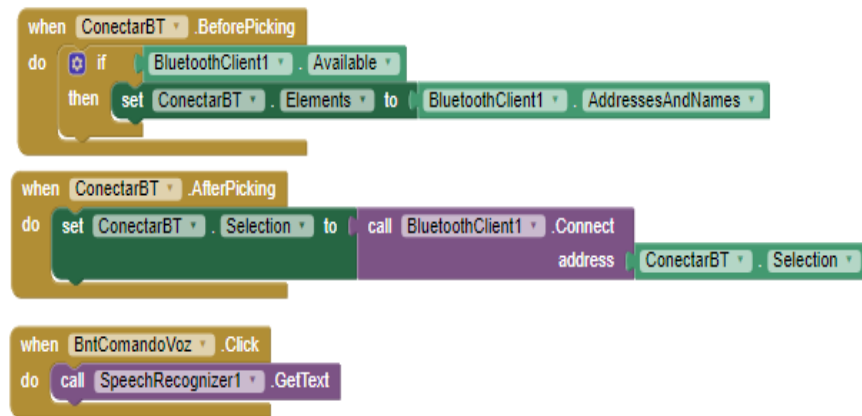 when ConectarBT .BeforePicking
do if BluetoothClient1 . Available
then set ConectarBT . Elements to BluetoothClient1 . AddressesAndNames
when ConectarBT .AfterPicking
do set ConectarBT . Selection to call BluetoothClient1 .Connect
address ConectarBT . Selection
when BntComandoVoz .Click
do call SpeechRecognizer1 .GetText